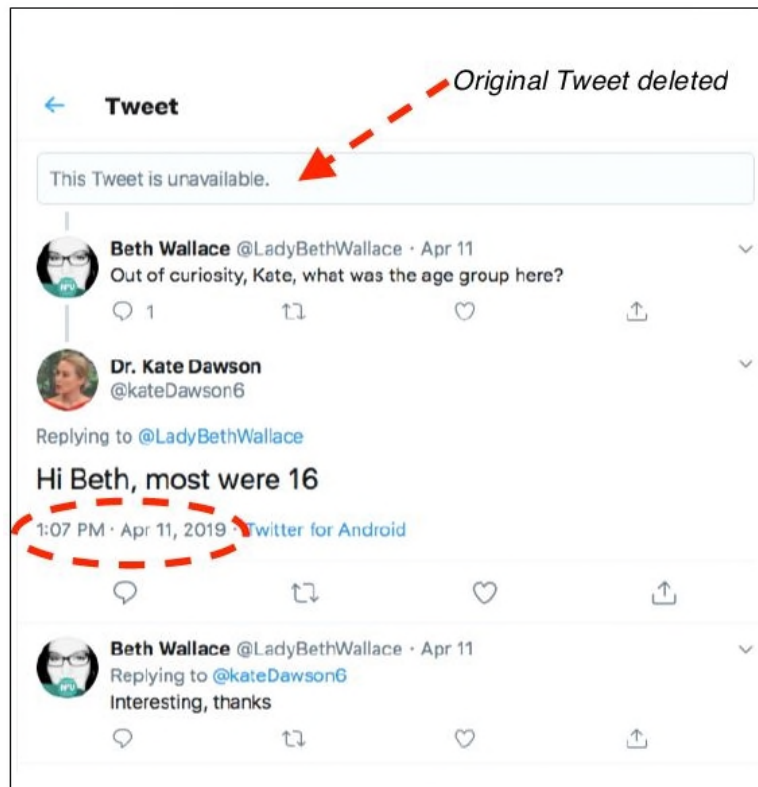 Original Tweet deleted
← Tweet
This Tweet is unavailable.
Beth Wallace @LadyBethWallace · Apr 11
Out of curiosity, Kate, what was the age group here?
1
Dr. Kate Dawson
@kateDawson6
Replying to @LadyBethWallace
Hi Beth, most were 16
1:07 PM · Apr 11, 2019 · Twitter for Android
Beth Wallace @LadyBethWallace · Apr 11
Replying to @kateDawson6
Interesting, thanks